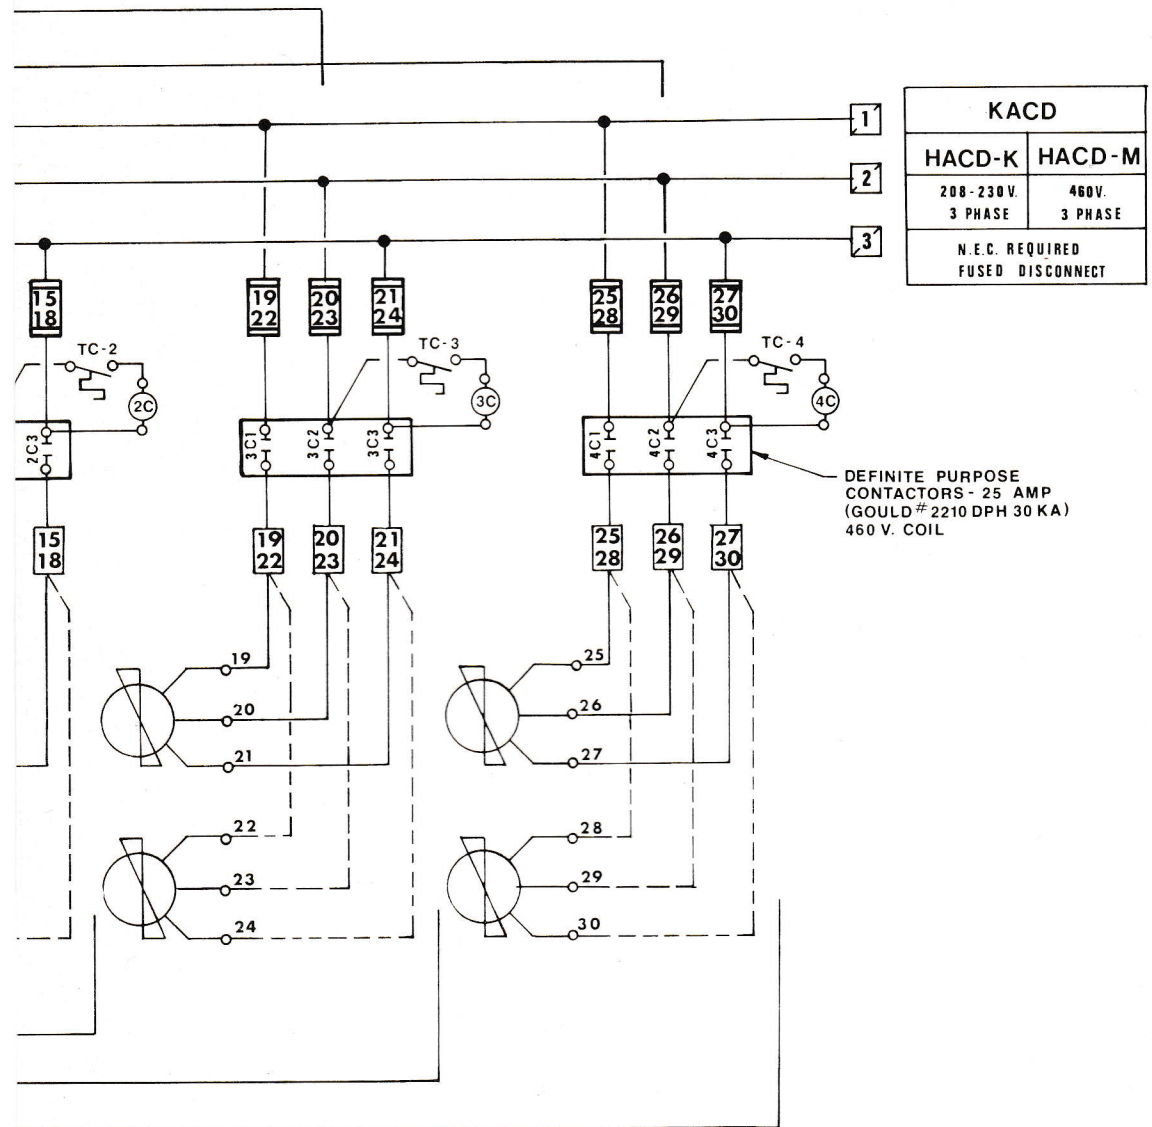 KACD
HACD-K
HACD-M
208-230V.
3 PHASE
460V.
3 PHASE
N.E.C. REQUIRED
FUSED DISCONNECT
1
2
3
15
18
19
22
20
23
21
24
25
28
26
29
27
30
TC-2
TC-3
TC-4
2C
3C
4C
2C3
3C1
3C2
3C3
4C1
4C2
4C3
DEFINITE PURPOSE
CONTACTORS - 25 AMP
(GOULD #2210 DPH 30 KA)
460 V. COIL
15
18
19
22
20
23
21
24
25
28
26
29
27
30
19
20
21
25
26
27
22
23
24
28
29
30